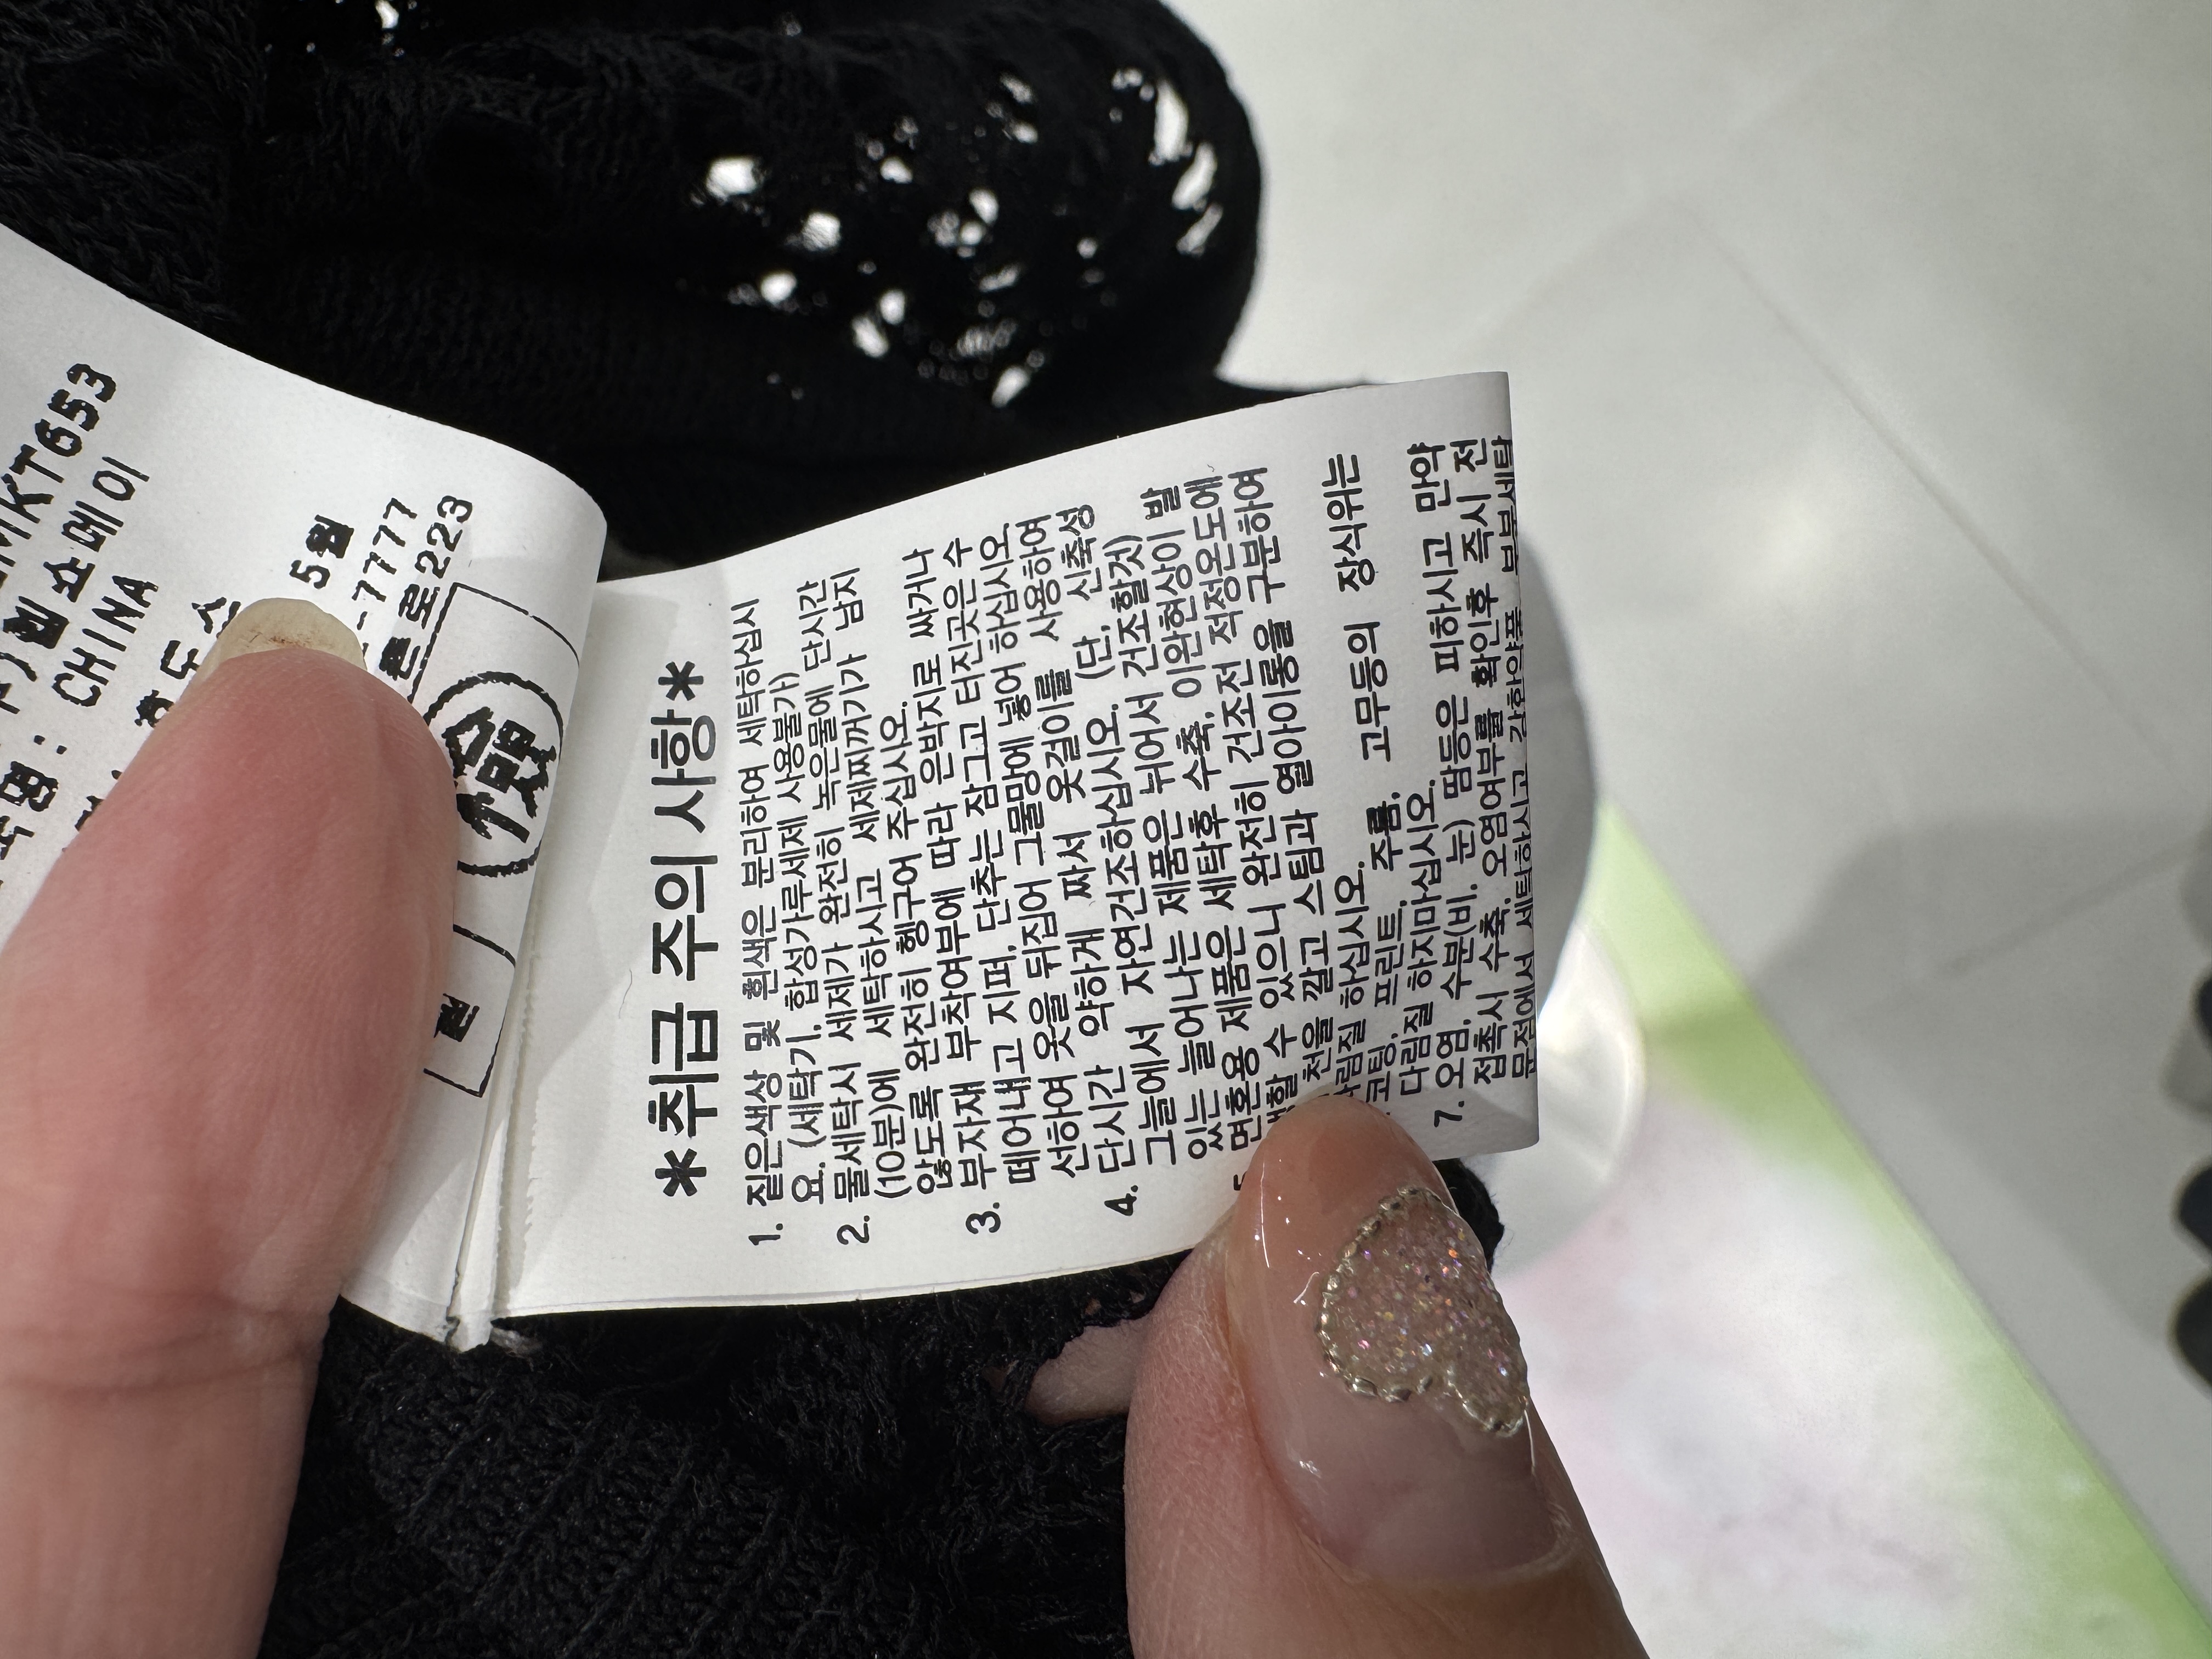 MKT653
쇼메이
CHINA
5월
-7777
론로223
*취급 주의 사항*
1. 짙은색상 및 흰색은 분리하여 세탁하십시
요. (세탁기, 합성가루세제 사용불가)
2. 물세탁시 세제가 완전히 녹은물에 단시간
(10분)에 세탁하시고 세제찌꺼기가 남지
않도록 완전히 헹구어 주십시오.
3. 부자재 부착여부에 따라 은박지로 싸거나
떼어내고 지퍼, 단추는 잠그고 터진곳은 수
선하여 옷을 뒤집어 그물망에 넣어 하십시오
4. 단시간 약하게 짜서 옷걸이를 사용하여
그늘에서 자연건조하십시오. (단, 신축성
있는 늘어나는 제품은 뉘어서 건조할것)
면혼용 제품은 세탁후 수축, 이완현상이 발
생할 수 있으니 완전히 건조전 적정온도에
천을 깔고 스팀과 열아이롱을 구분하여
다림질 하십시오.
코팅, 프린트, 주름, 고무등의 장식위는
다림질 하지마십시오.
7. 오염, 수분(비, 눈) 땀등은 피하시고 만약
접촉시 수축, 오염여부를 확인후 즉시 전
문점에서 세탁하시고 강한약품 부분세탁